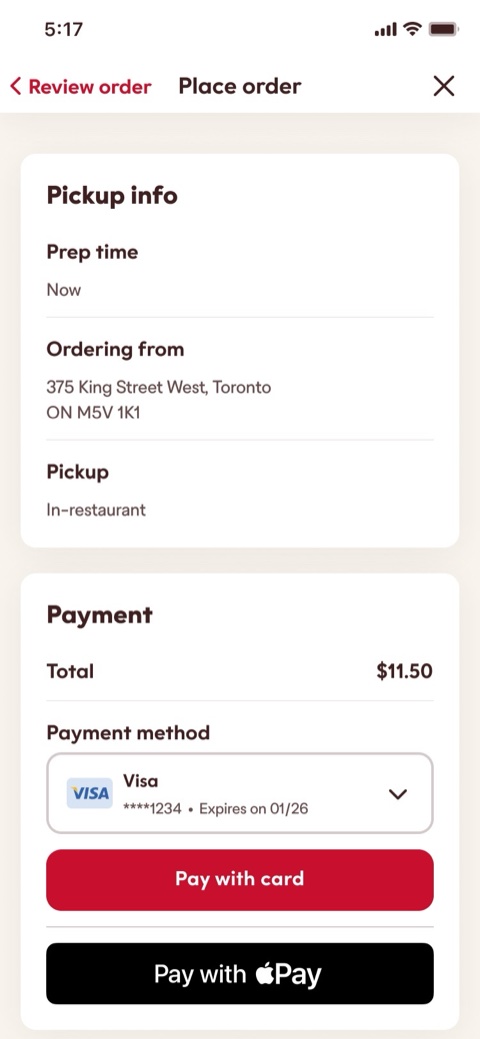 5:17
Review order
Place order
Pickup info
Prep time
Now
Ordering from
375 King Street West, Toronto
ON M5V 1K1
Pickup
In-restaurant
Payment
Total $11.50
Payment method
VISA
Visa
****1234 • Expires on 01/26
Pay with card
Pay with Pay